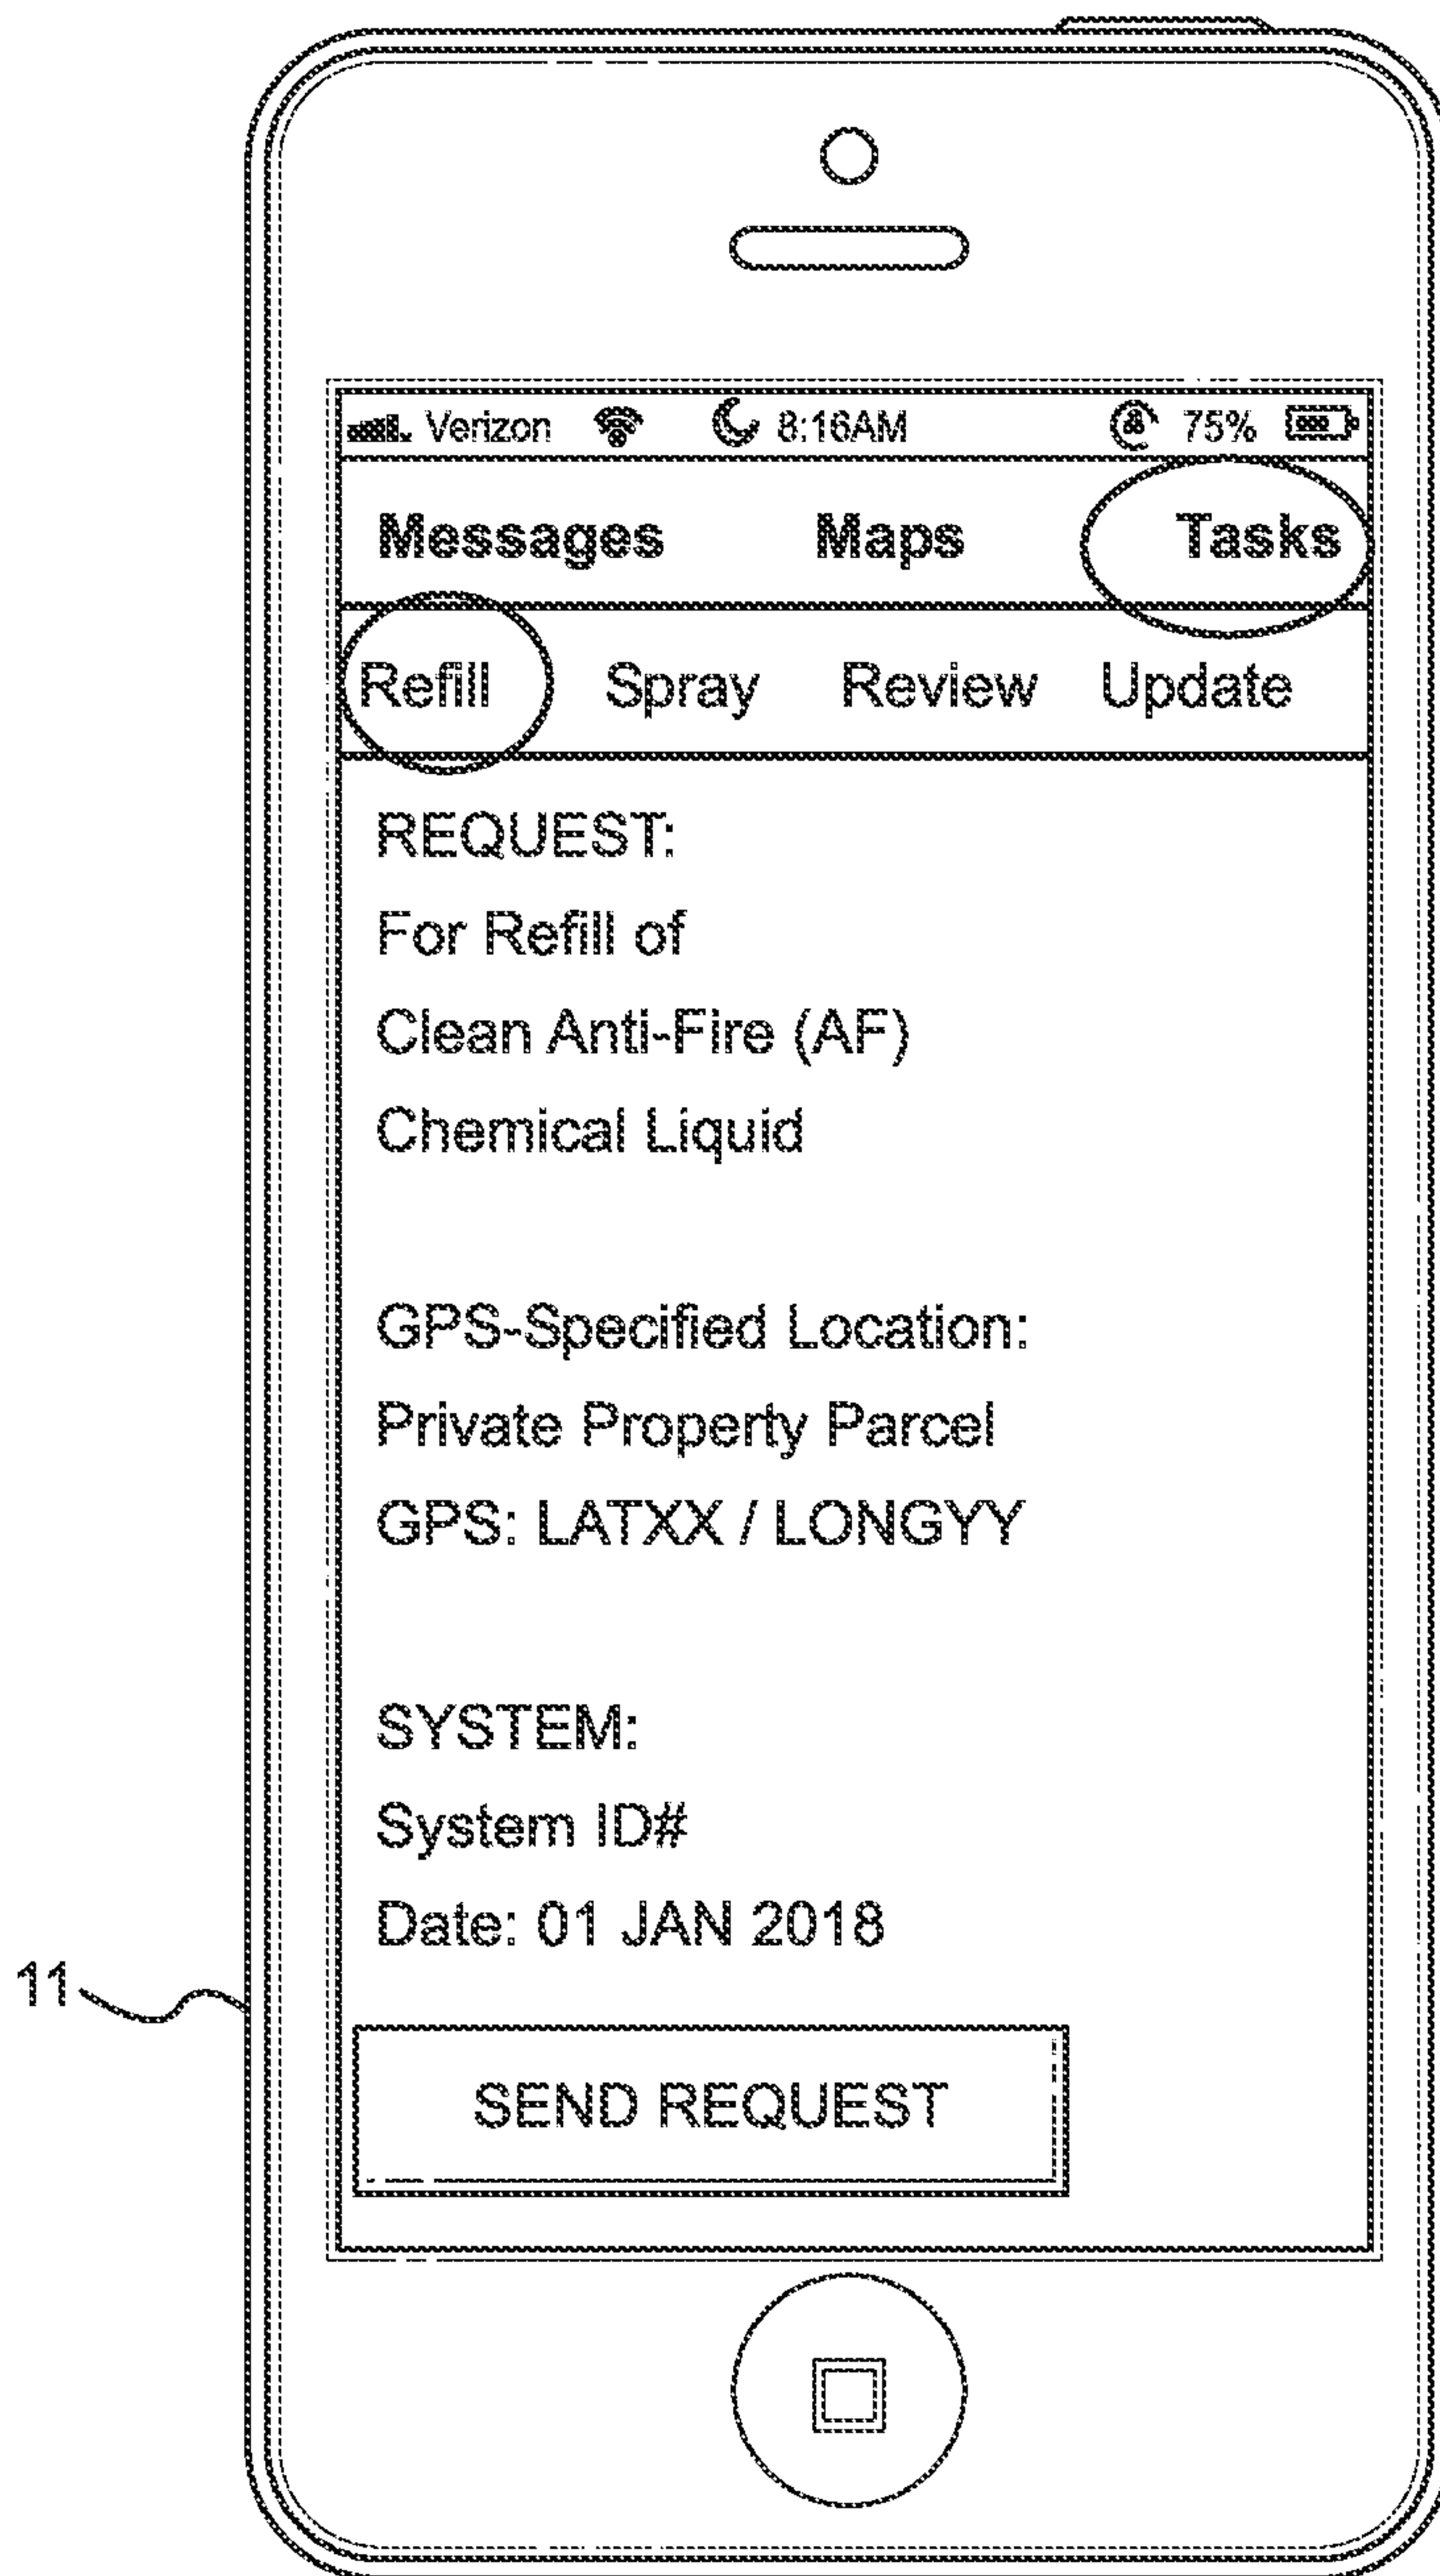 Verizon 8:16AM 75%
Messages Maps Tasks
Refill Spray Review Update
REQUEST:
For Refill of
Clean Anti-Fire (AF)
Chemical Liquid
GPS-Specified Location:
Private Property Parcel
GPS: LATXX / LONGYY
SYSTEM:
System ID#
Date: 01 JAN 2018
11
SEND REQUEST